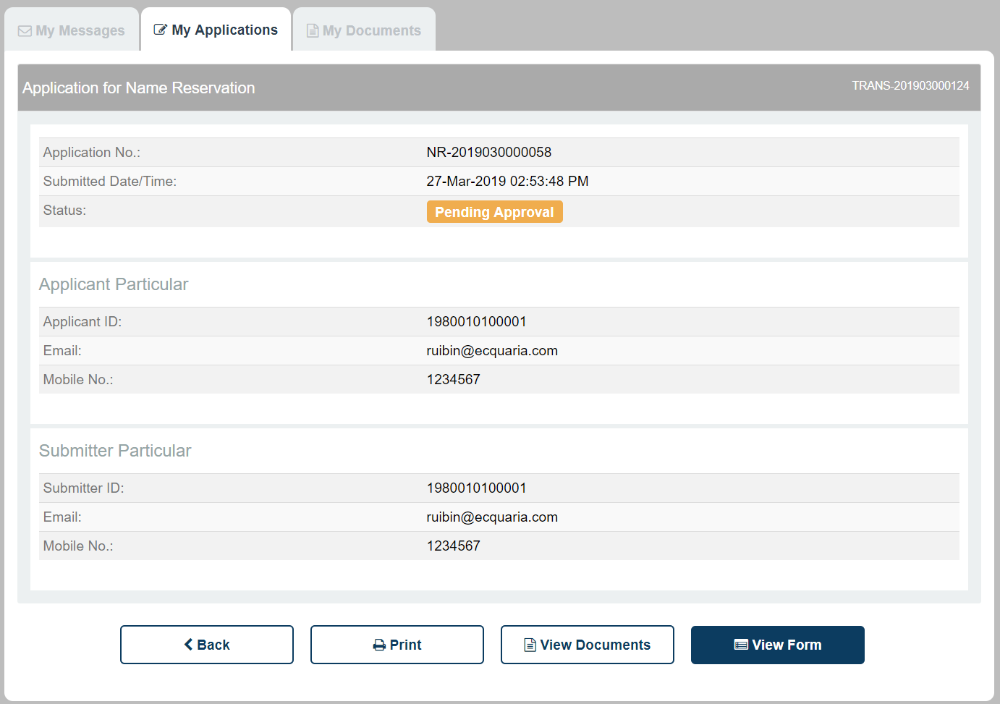 My Messages
My Applications
My Documents
Application for Name Reservation
TRANS-201903000124
Application No.: NR-2019030000058
Submitted Date/Time: 27-Mar-2019 02:53:48 PM
Status: Pending Approval
Applicant Particular
Applicant ID: 1980010100001
Email: ruibin@ecquaria.com
Mobile No.: 1234567
Submitter Particular
Submitter ID: 1980010100001
Email: ruibin@ecquaria.com
Mobile No.: 1234567
Back
Print
View Documents
View Form